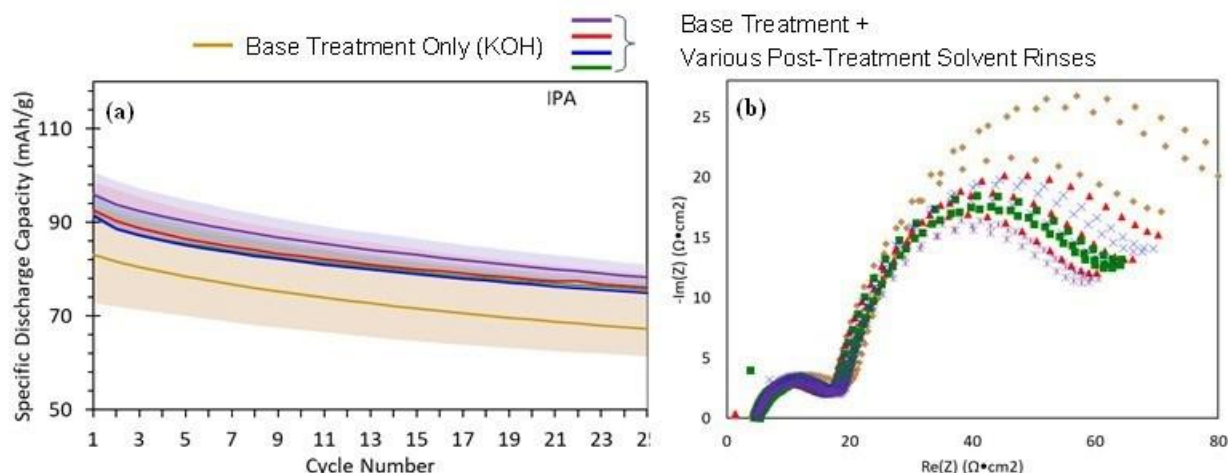 Base Treatment Only (KOH)
Base Treatment +
Various Post-Treatment Solvent Rinses
(a)
IPA
Specific Discharge Capacity (mAh/g)
110
90
70
50
1 3 5 7 9 11 13 15 17 19 21 23 25
Cycle Number
(b)
-Im(Z) (Ω•cm2)
25
20
15
10
5
0
0 20 40 60 80
Re(Z) (Ω•cm2)